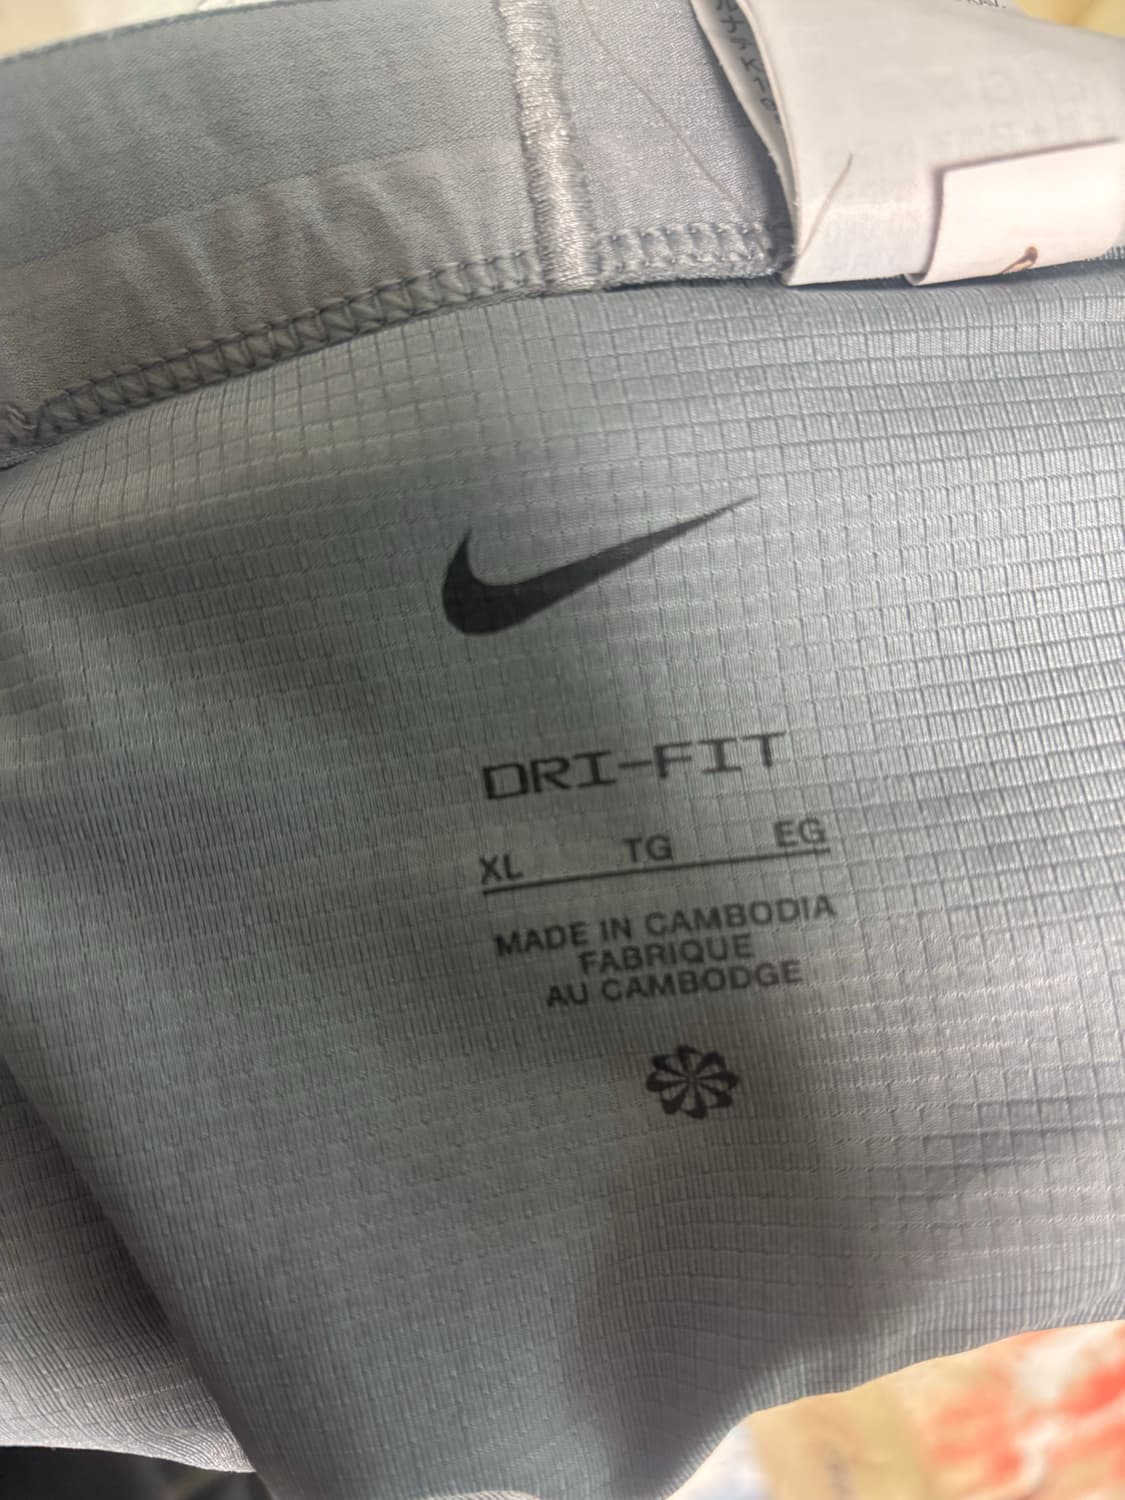 DRI-FIT
XL TG EG
MADE IN CAMBODIA
FABRIQUE
AU CAMBODGE